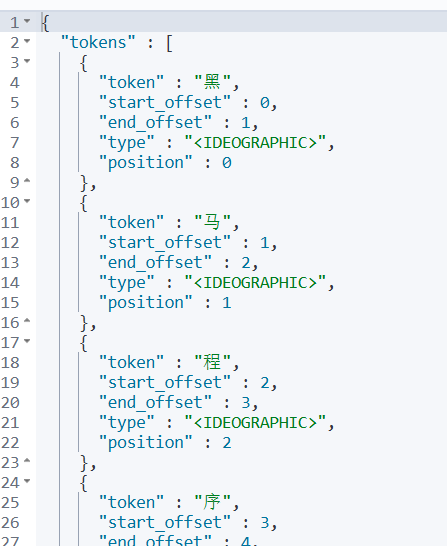 1 {
2 "tokens" : [
3 {
4 "token" : "黑",
5 "start_offset" : 0,
6 "end_offset" : 1,
7 "type" : "<IDEOGRAPHIC>",
8 "position" : 0
9 },
10 {
11 "token" : "马",
12 "start_offset" : 1,
13 "end_offset" : 2,
14 "type" : "<IDEOGRAPHIC>",
15 "position" : 1
16 },
17 {
18 "token" : "程",
19 "start_offset" : 2,
20 "end_offset" : 3,
21 "type" : "<IDEOGRAPHIC>",
22 "position" : 2
23 },
24 {
25 "token" : "序",
26 "start_offset" : 3,
27 "end_offset" : 4,